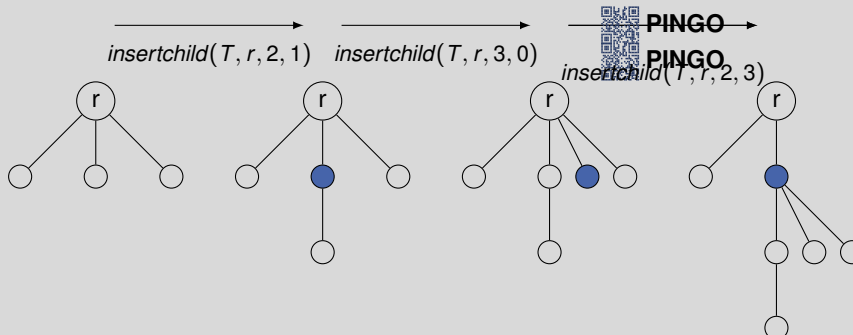 PINGO
PINGO
insertchild(T, r, 2, 1)
insertchild(T, r, 3, 0)
insertchild(T, r, 2, 3)
r
r
r
r